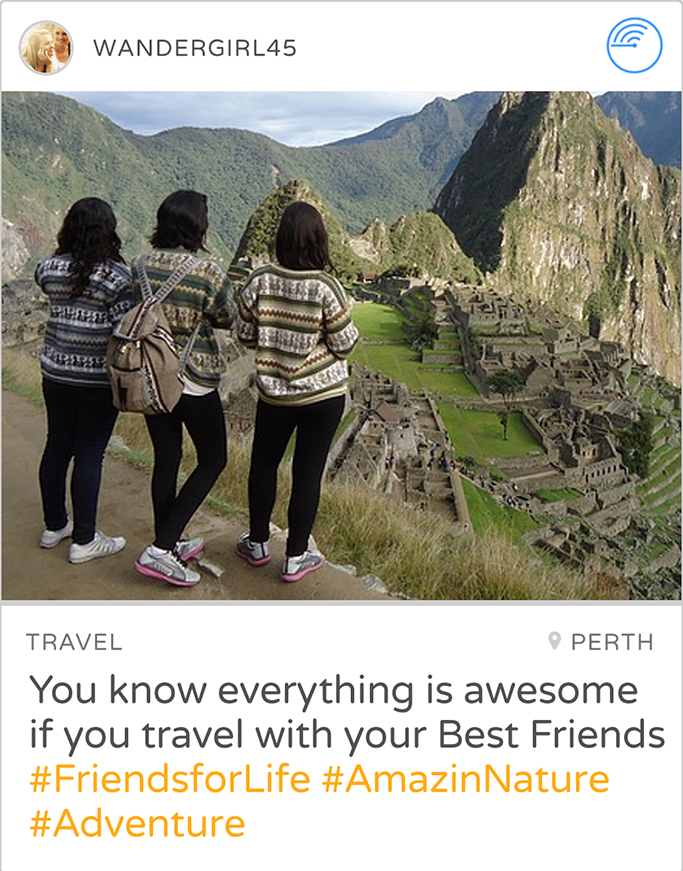 WANDERGIRL45
TRAVEL
PERTH
You know everything is awesome
if you travel with your Best Friends
#FriendsforLife #AmazinNature
#Adventure